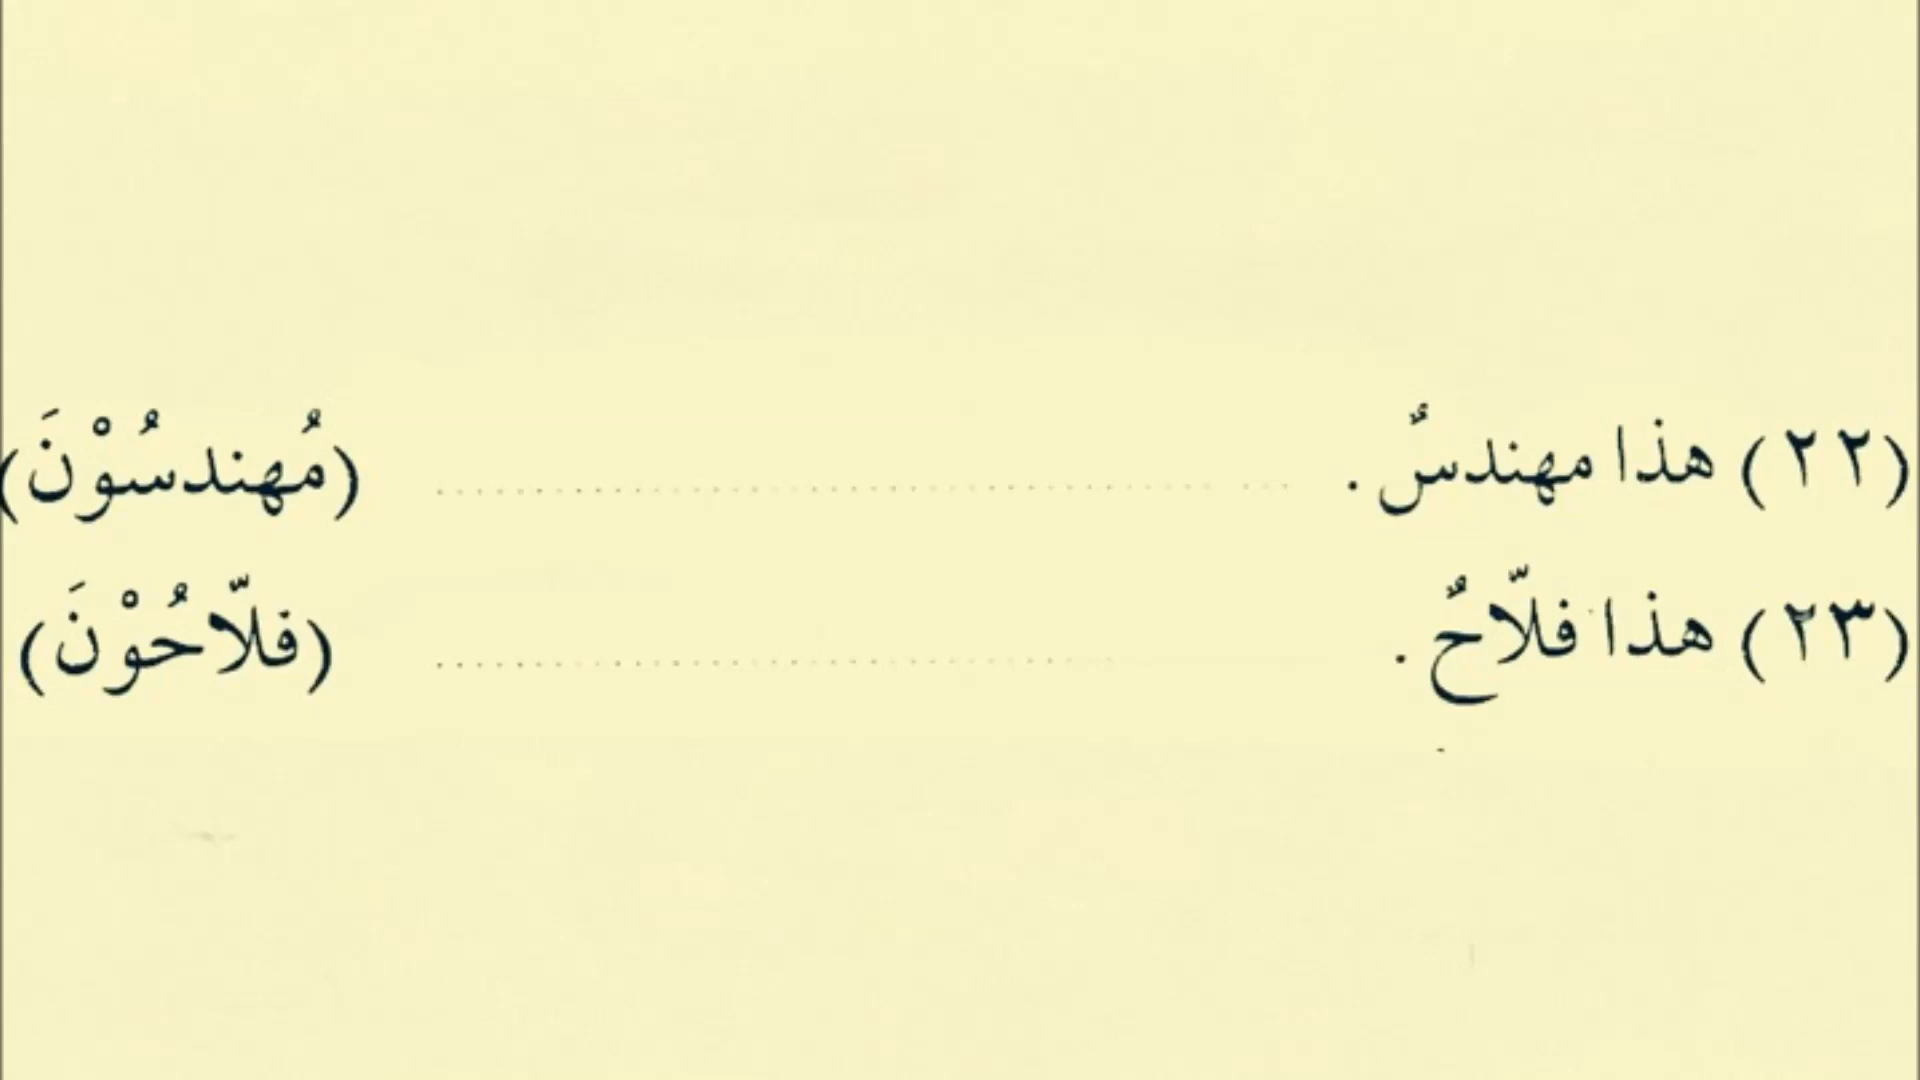 (٢٢) هذا مهندسٌ . .............................. (مُهندسُوْنَ)
(٢٣) هذا فلّاحٌ . .............................. (فلّاحُوْنَ)